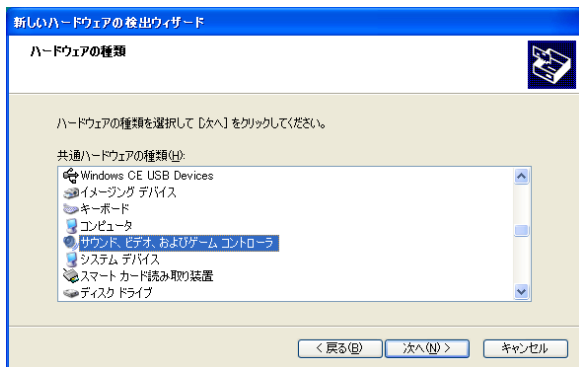 新しいハードウェアの検出ウィザード
ハードウェアの種類
ハードウェアの種類を選択して [次へ] をクリックしてください。
共通ハードウェアの種類(H):
Windows CE USB Devices
イメージング デバイス
キーボード
コンピュータ
サウンド、ビデオ、およびゲーム コントローラ
システム デバイス
スマート カード読み取り装置
ディスク ドライブ
< 戻る(B) 次へ(N) > キャンセル